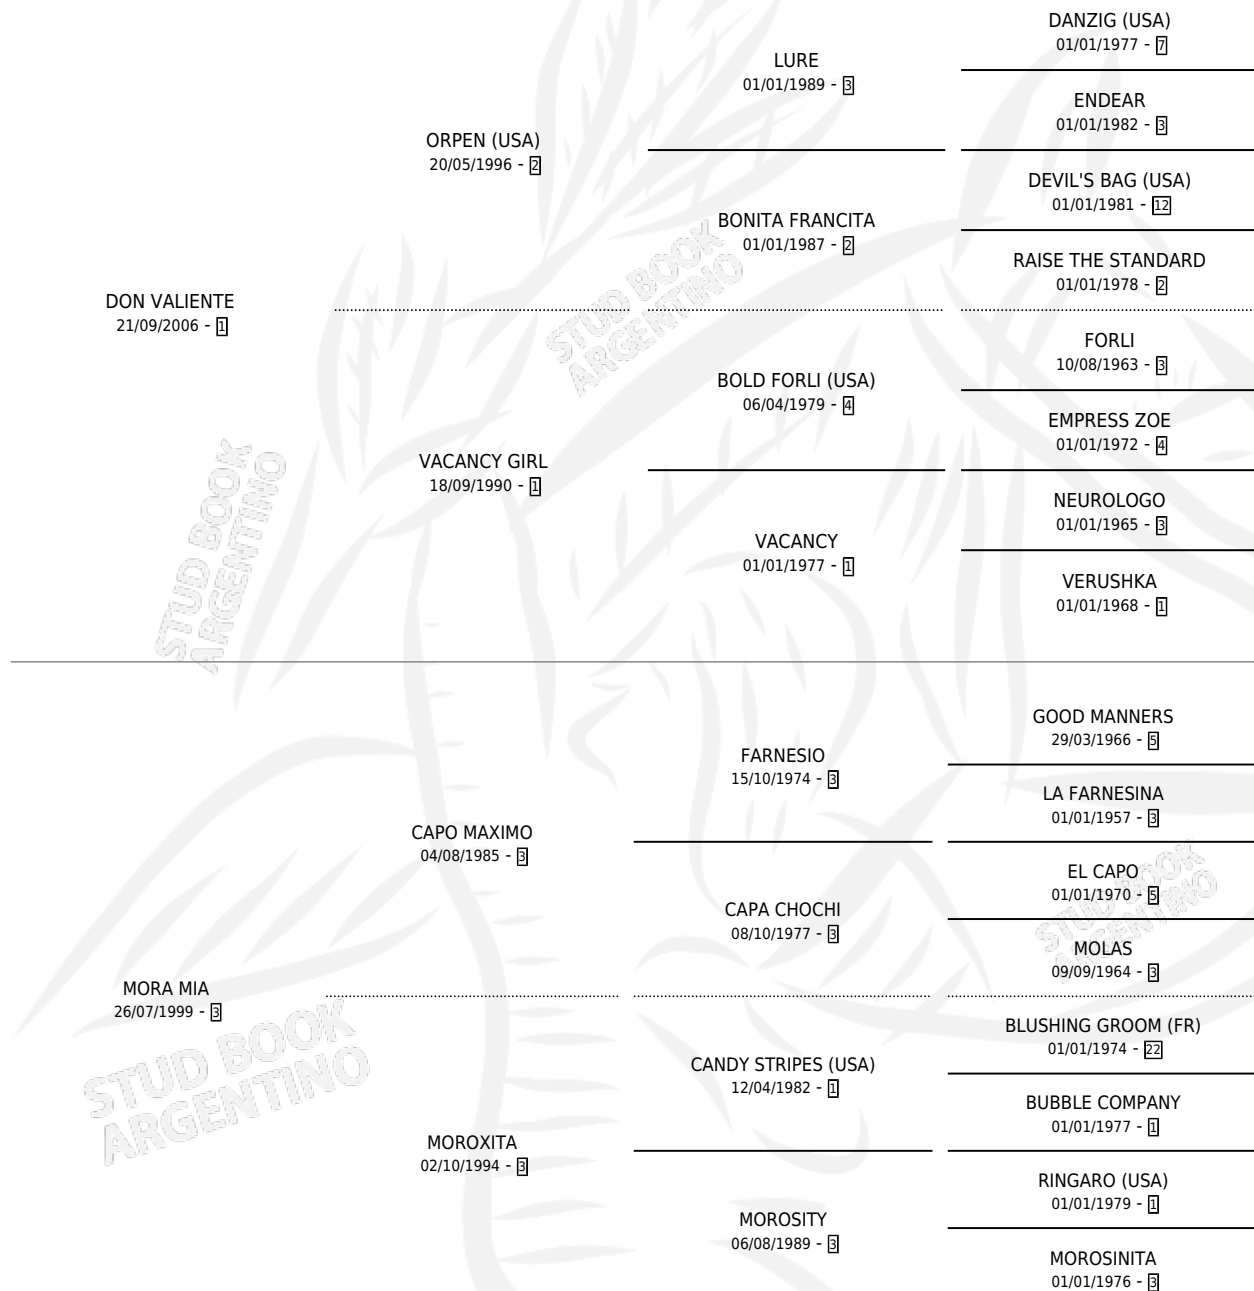 DANZIG (USA)
01/01/1977 - 7
LURE
01/01/1989 - 3
ENDEAR
01/01/1982 - 3
ORPEN (USA)
20/05/1996 - 2
DEVIL'S BAG (USA)
01/01/1981 - 12
BONITA FRANCITA
01/01/1987 - 2
RAISE THE STANDARD
01/01/1978 - 2
DON VALIENTE
21/09/2006 - 1
FORLI
10/08/1963 - 3
BOLD FORLI (USA)
06/04/1979 - 4
EMPRESS ZOE
01/01/1972 - 4
VACANCY GIRL
18/09/1990 - 1
NEUROLOGO
01/01/1965 - 3
VACANCY
01/01/1977 - 1
VERUSHKA
01/01/1968 - 1
GOOD MANNERS
29/03/1966 - 5
FARNESIO
15/10/1974 - 3
LA FARNESINA
01/01/1957 - 3
CAPO MAXIMO
04/08/1985 - 3
EL CAPO
01/01/1970 - 5
CAPA CHOCHI
08/10/1977 - 3
MOLAS
09/09/1964 - 3
MORA MIA
26/07/1999 - 3
BLUSHING GROOM (FR)
01/01/1974 - 22
CANDY STRIPES (USA)
12/04/1982 - 1
BUBBLE COMPANY
01/01/1977 - 1
MOROXITA
02/10/1994 - 3
RINGARO (USA)
01/01/1979 - 1
MOROSITY
06/08/1989 - 3
MOROSINITA
01/01/1976 - 3
STUD BOOK
ARGENTINO
STUD BOOK
ARGENTINO
STUD BOOK
ARGENTINO
STUD BOOK
ARGENTINO